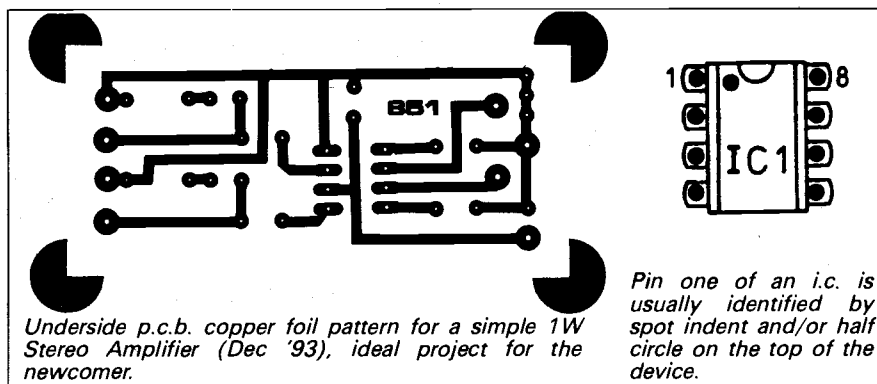 B51
1
8
IC1
Underside p.c.b. copper foil pattern for a simple 1W
Stereo Amplifier (Dec '93), ideal project for the
newcomer.
Pin one of an i.c. is
usually identified by
spot indent and/or half
circle on the top of the
device.